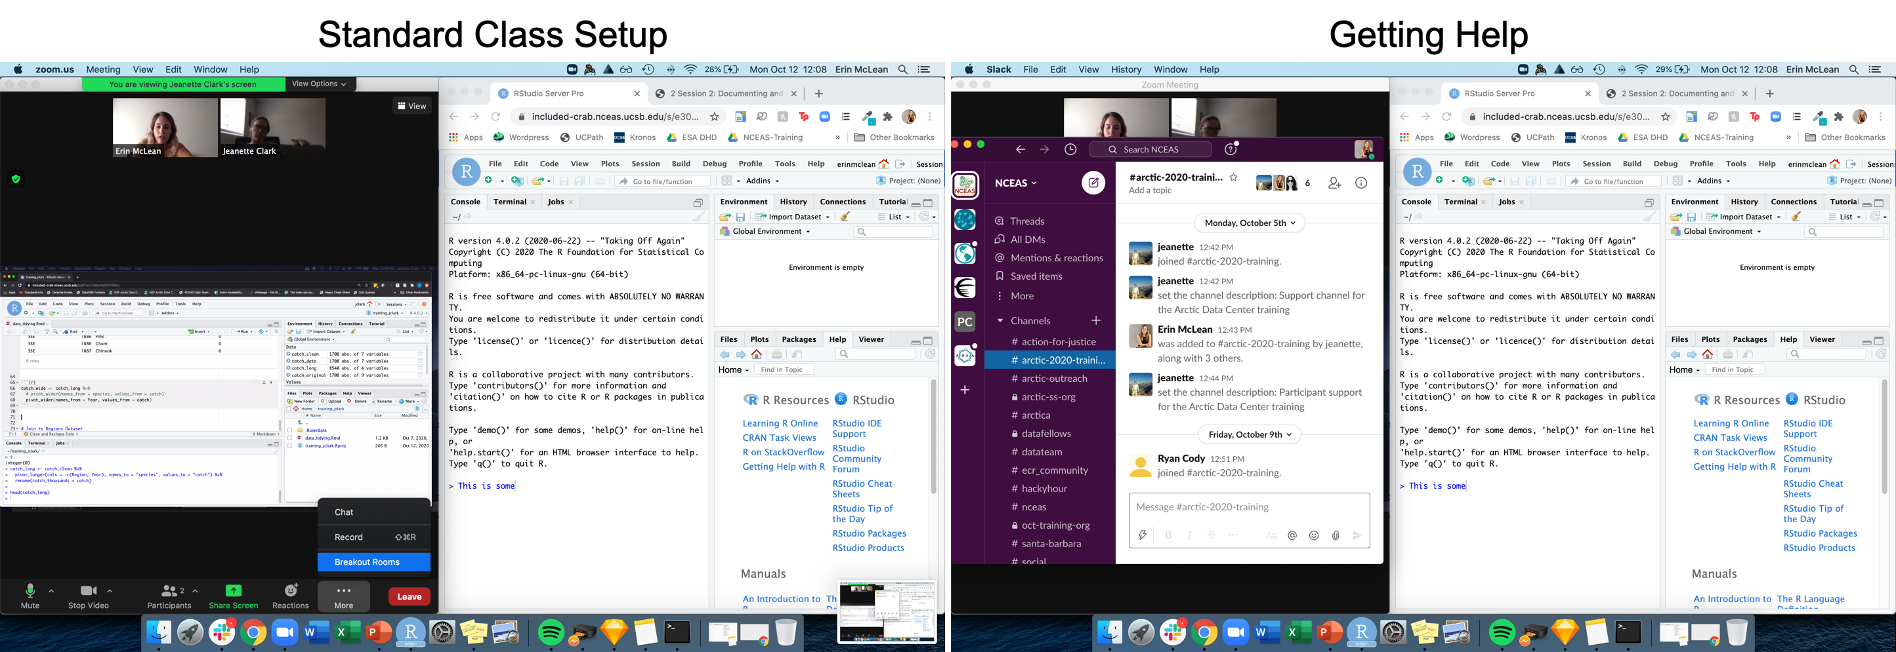 Standard Class Setup
zoom.us Meeting View Edit Window Help
28% Mon Oct 12 12:08 Erin McLean
You are viewing Jeanette Clark's screen View Options
View
Erin McLean
Jeanette Clark
Chat
Record ⇧⌘R
Breakout Rooms
Mute Stop Video Participants 2 Share Screen Reactions More Leave
RStudio Server Pro × 2 Session 2: Documenting and × +
included-crab.nceas.ucsb.edu/s/e30...
Apps Wordpress UCPath Kronos ESA DHD NCEAS-Training » Other Bookmarks
File Edit Code View Plots Session Build Debug Profile Tools Help erinmclean Session
Go to file/function Addins Project: (None)
Console Terminal × Jobs ×
~/
R version 4.0.2 (2020-06-22) -- "Taking Off Again"
Copyright (C) 2020 The R Foundation for Statistical Co
mputing
Platform: x86_64-pc-linux-gnu (64-bit)
R is free software and comes with ABSOLUTELY NO WARRAN
TY.
You are welcome to redistribute it under certain condi
tions.
Type 'license()' or 'licence()' for distribution detai
ls.
R is a collaborative project with many contributors.
Type 'contributors()' for more information and
'citation()' on how to cite R or R packages in publica
tions.
Type 'demo()' for some demos, 'help()' for on-line hel
p, or
'help.start()' for an HTML browser interface to help.
Type 'q()' to quit R.
> This is some
Environment History Connections Tutorial
Import Dataset List
Global Environment
Environment is empty
Files Plots Packages Help Viewer
Home Find in Topic
R Resources RStudio
Learning R Online
CRAN Task Views
R on StackOverflow
Getting Help with R
RStudio IDE
Support
RStudio
Community
Forum
RStudio Cheat
Sheets
RStudio Tip of
the Day
RStudio Packages
RStudio Products
Manuals
An Introduction to The R
Getting Help
Slack File Edit View History Window Help
29% Mon Oct 12 12:08 Erin McLean
Zoom Meeting
Search NCEAS
NCEAS
Threads
All DMs
Mentions & reactions
Saved items
More
Channels +
# action-for-justice
# arctic-2020-traini...
# arctic-outreach
arctic-ss-org
# arctica
datafellows
# datateam
# ecr_community
# hackyhour
# nceas
oct-training-org
# santa-barbara
# social
PC
#arctic-2020-traini...
Add a topic
6
Monday, October 5th
jeanette 12:42 PM
joined #arctic-2020-training.
jeanette 12:42 PM
set the channel description: Support channel for
the Arctic Data Center training
Erin McLean 12:43 PM
was added to #arctic-2020-training by jeanette,
along with 3 others.
jeanette 12:44 PM
set the channel description: Participant support
for the Arctic Data Center training
Friday, October 9th
Ryan Cody 12:51 PM
joined #arctic-2020-training.
Message #arctic-2020-training
RStudio Server Pro × 2 Session 2: Documenting and × +
included-crab.nceas.ucsb.edu/s/e30...
Apps Wordpress UCPath Kronos ESA DHD NCEAS-Training » Other Bookmarks
File Edit Code View Plots Session Build Debug Profile Tools Help erinmclean Session
Go to file/function Addins Project: (None)
Console Terminal × Jobs ×
~/
R version 4.0.2 (2020-06-22) -- "Taking Off Again"
Copyright (C) 2020 The R Foundation for Statistical Co
mputing
Platform: x86_64-pc-linux-gnu (64-bit)
R is free software and comes with ABSOLUTELY NO WARRAN
TY.
You are welcome to redistribute it under certain condi
tions.
Type 'license()' or 'licence()' for distribution detai
ls.
R is a collaborative project with many contributors.
Type 'contributors()' for more information and
'citation()' on how to cite R or R packages in publica
tions.
Type 'demo()' for some demos, 'help()' for on-line hel
p, or
'help.start()' for an HTML browser interface to help.
Type 'q()' to quit R.
> This is some
Environment History Connections Tutorial
Import Dataset List
Global Environment
Environment is empty
Files Plots Packages Help Viewer
Home Find in Topic
R Resources RStudio
Learning R Online
CRAN Task Views
R on StackOverflow
Getting Help with R
RStudio IDE
Support
RStudio
Community
Forum
RStudio Cheat
Sheets
RStudio Tip of
the Day
RStudio Packages
RStudio Products
Manuals
An Introduction to The R Language